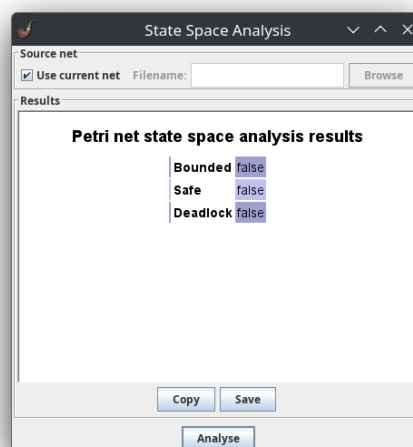 State Space Analysis
Source net
Use current net Filename: Browse
Results
Petri net state space analysis results
Bounded false
Safe false
Deadlock false
Copy Save
Analyse